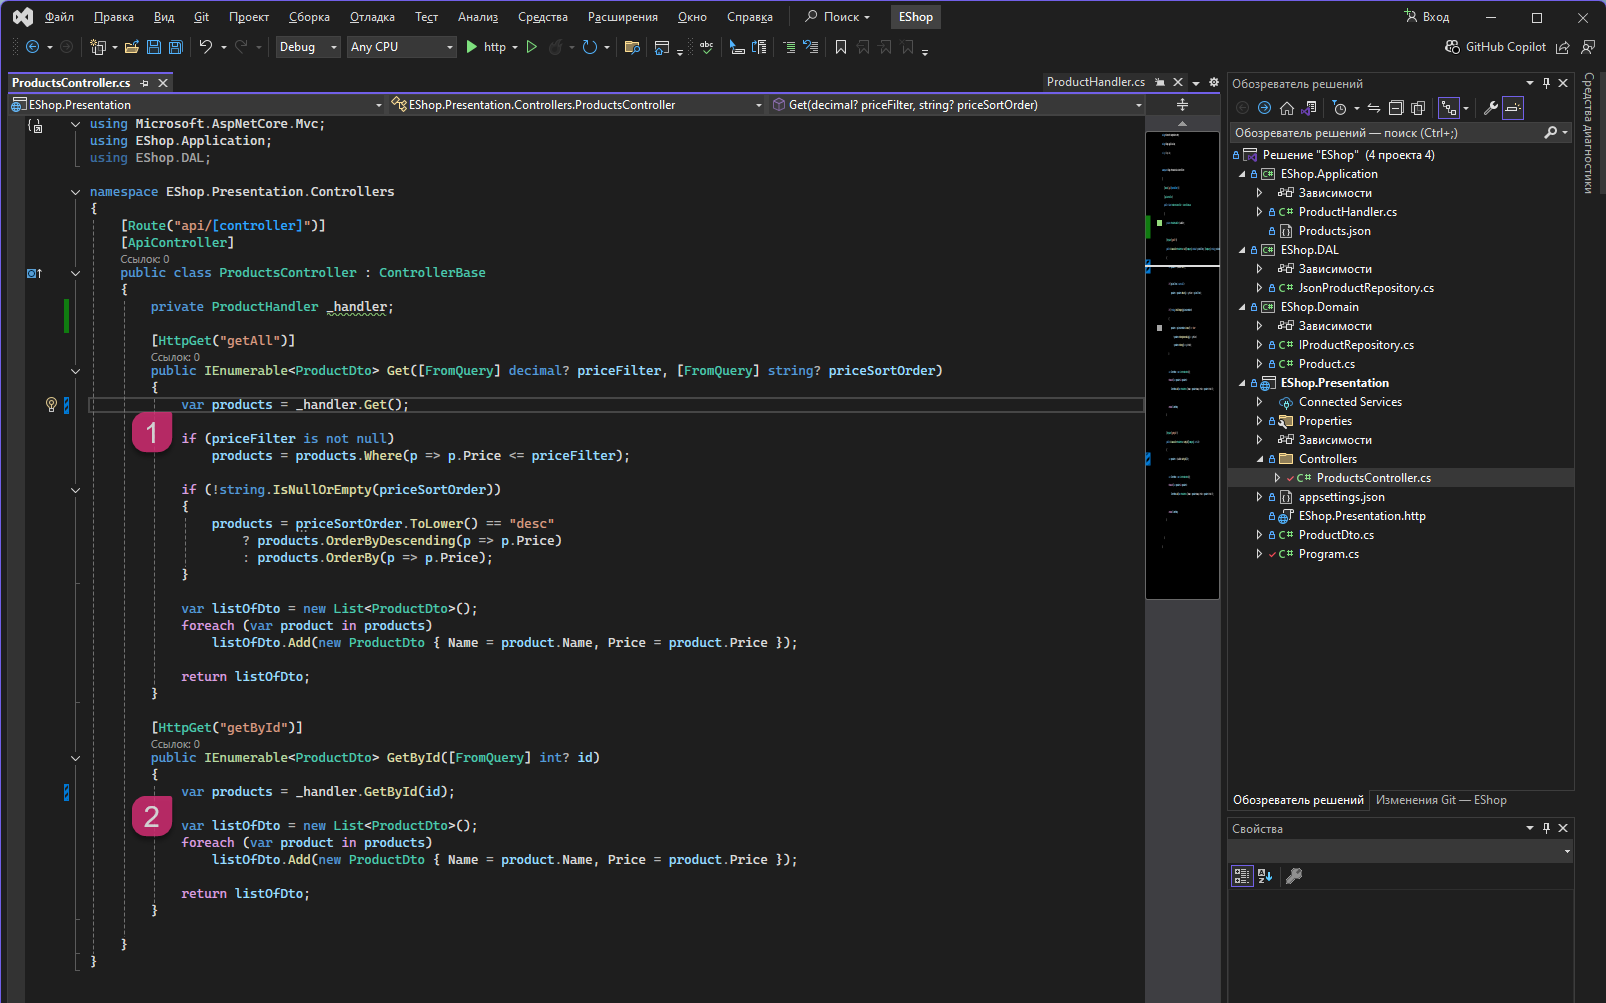 Файл Правка Вид Git Проект Сборка Отладка Тест Анализ Средства Расширения Окно Справка Поиск EShop Вход
Debug Any CPU http GitHub Copilot
ProductsController.cs ProductHandler.cs
EShop.Presentation EShop.Presentation.Controllers.ProductsController Get(decimal? priceFilter, string? priceSortOrder)
using Microsoft.AspNetCore.Mvc;
using EShop.Application;
using EShop.DAL;
namespace EShop.Presentation.Controllers
{
[Route("api/[controller]")]
[ApiController]
Ссылок: 0
public class ProductsController : ControllerBase
{
private ProductHandler _handler;
[HttpGet("getAll")]
Ссылок: 0
public IEnumerable<ProductDto> Get([FromQuery] decimal? priceFilter, [FromQuery] string? priceSortOrder)
{
var products = _handler.Get();
1
if (priceFilter is not null)
products = products.Where(p => p.Price <= priceFilter);
if (!string.IsNullOrEmpty(priceSortOrder))
{
products = priceSortOrder.ToLower() == "desc"
? products.OrderByDescending(p => p.Price)
: products.OrderBy(p => p.Price);
}
var listOfDto = new List<ProductDto>();
foreach (var product in products)
listOfDto.Add(new ProductDto { Name = product.Name, Price = product.Price });
return listOfDto;
}
[HttpGet("getById")]
Ссылок: 0
public IEnumerable<ProductDto> GetById([FromQuery] int? id)
{
var products = _handler.GetById(id);
2
var listOfDto = new List<ProductDto>();
foreach (var product in products)
listOfDto.Add(new ProductDto { Name = product.Name, Price = product.Price });
return listOfDto;
}
}
}
Обозреватель решений
Обозреватель решений — поиск (Ctrl+;)
Решение "EShop" (4 проекта 4)
EShop.Application
Зависимости
C# ProductHandler.cs
Products.json
EShop.DAL
Зависимости
C# JsonProductRepository.cs
EShop.Domain
Зависимости
C# IProductRepository.cs
C# Product.cs
EShop.Presentation
Connected Services
Properties
Зависимости
Controllers
C# ProductsController.cs
appsettings.json
EShop.Presentation.http
C# ProductDto.cs
C# Program.cs
Обозреватель решений Изменения Git — EShop
Свойства
Средства диагностики